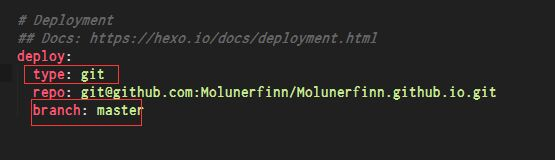 # Deployment
## Docs: https://hexo.io/docs/deployment.html
deploy:
type: git
repo: git@github.com:Molunerfinn/Molunerfinn.github.io.git
branch: master